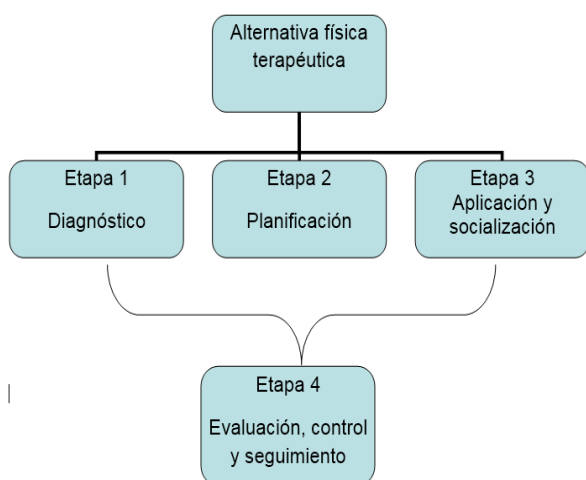 Alternativa física
terapéutica
Etapa 1
Diagnóstico
Etapa 2
Planificación
Etapa 3
Aplicación y
socialización
Etapa 4
Evaluación, control
y seguimiento